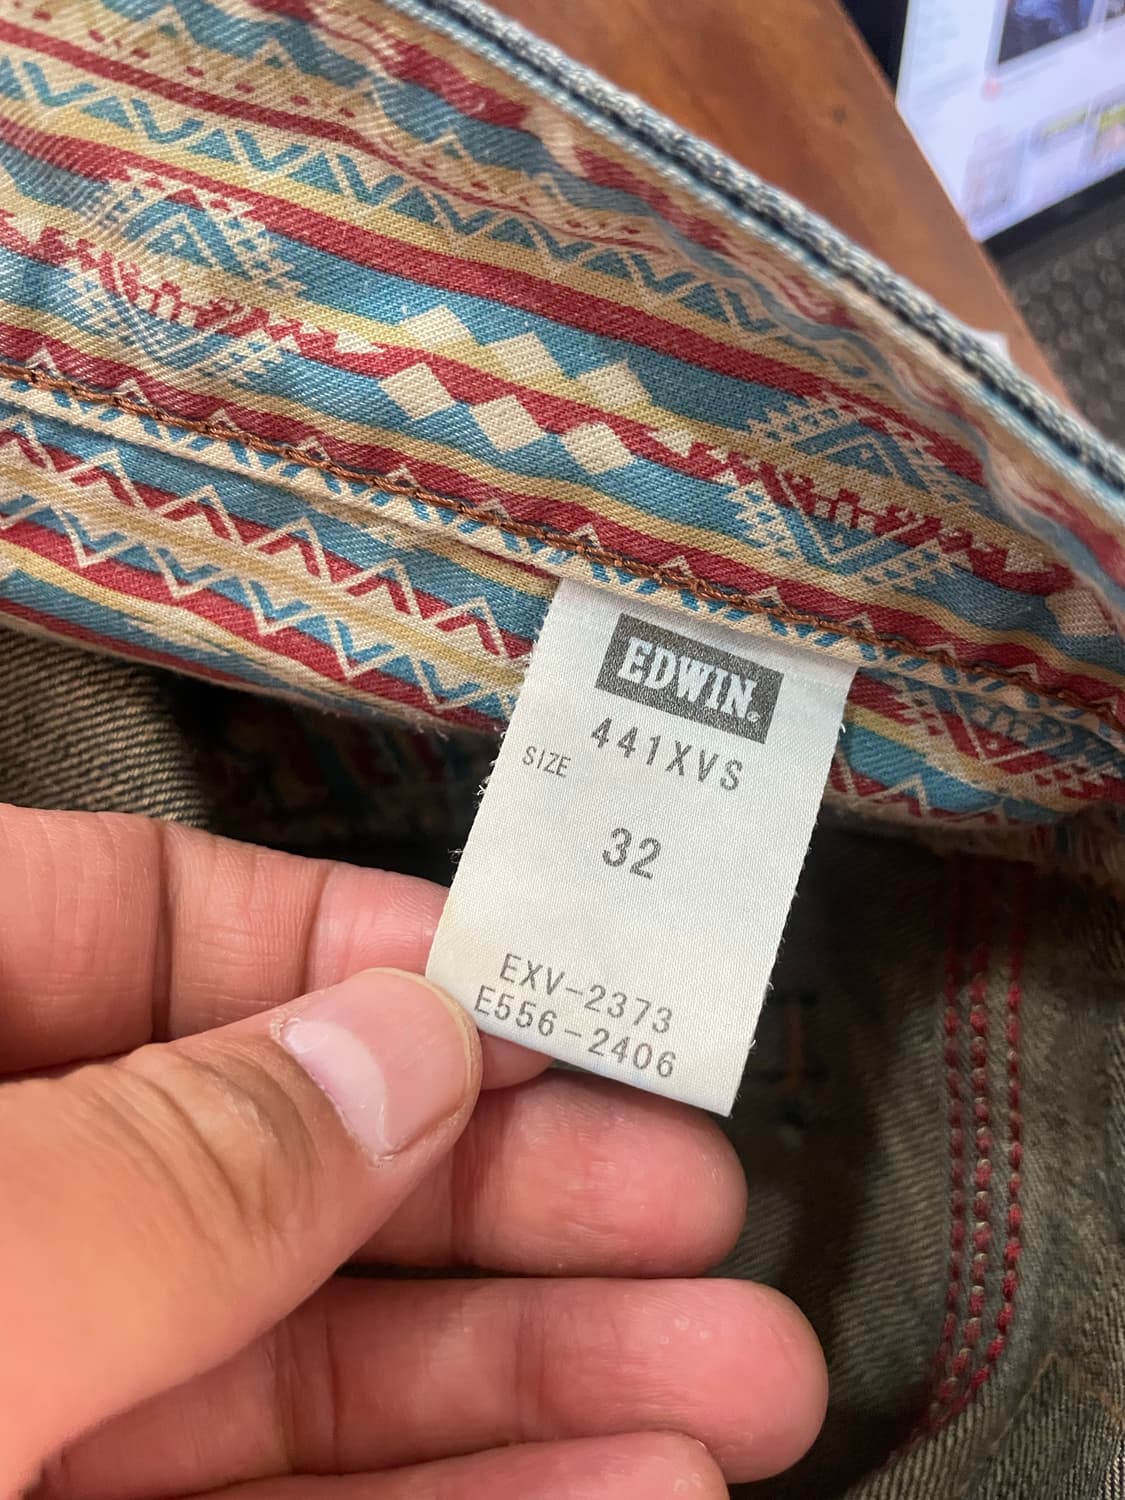 EDWIN.
441XVS
SIZE
32
EXV-2373
E556-2406